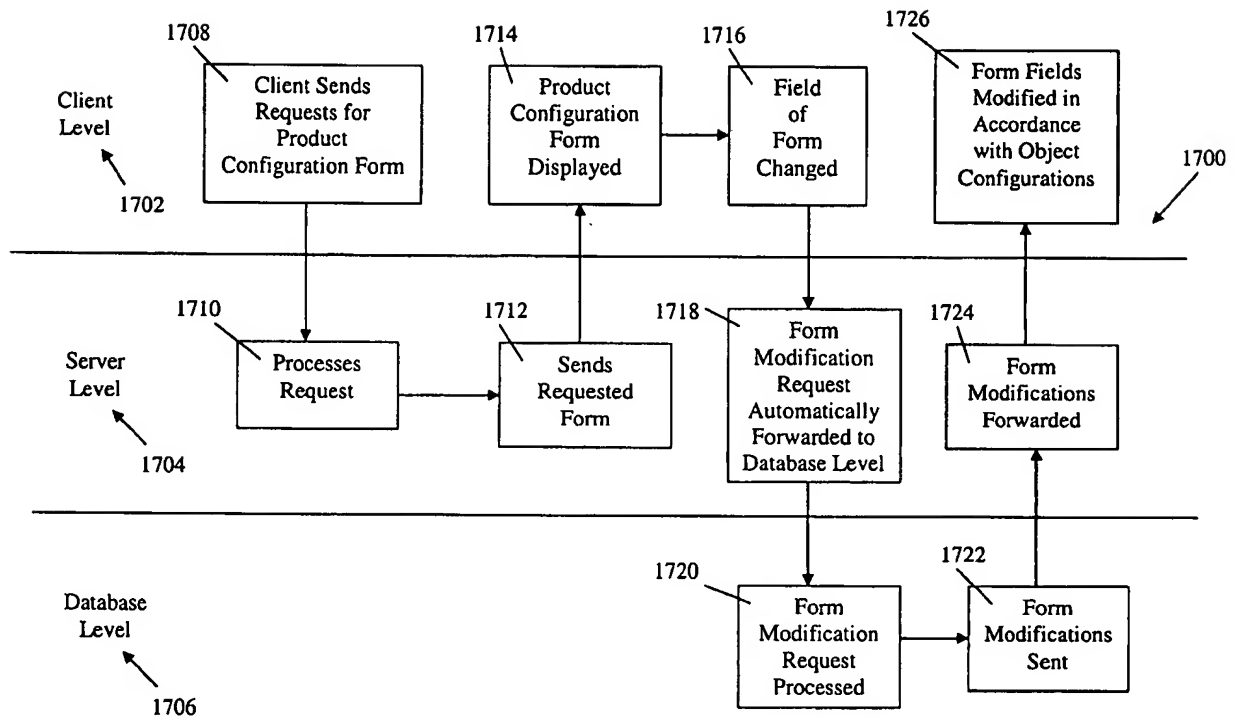 1708
Client Sends
Requests for
Product
Configuration Form
1714
Product
Configuration
Form
Displayed
1716
Field
of
Form
Changed
1726
Form Fields
Modified in
Accordance
with Object
Configurations
Client
Level
1702
1700
1710
Processes
Request
1712
Sends
Requested
Form
1718
Form
Modification
Request
Automatically
Forwarded to
Database Level
1724
Form
Modifications
Forwarded
Server
Level
1704
1720
Form
Modification
Request
Processed
1722
Form
Modifications
Sent
Database
Level
1706